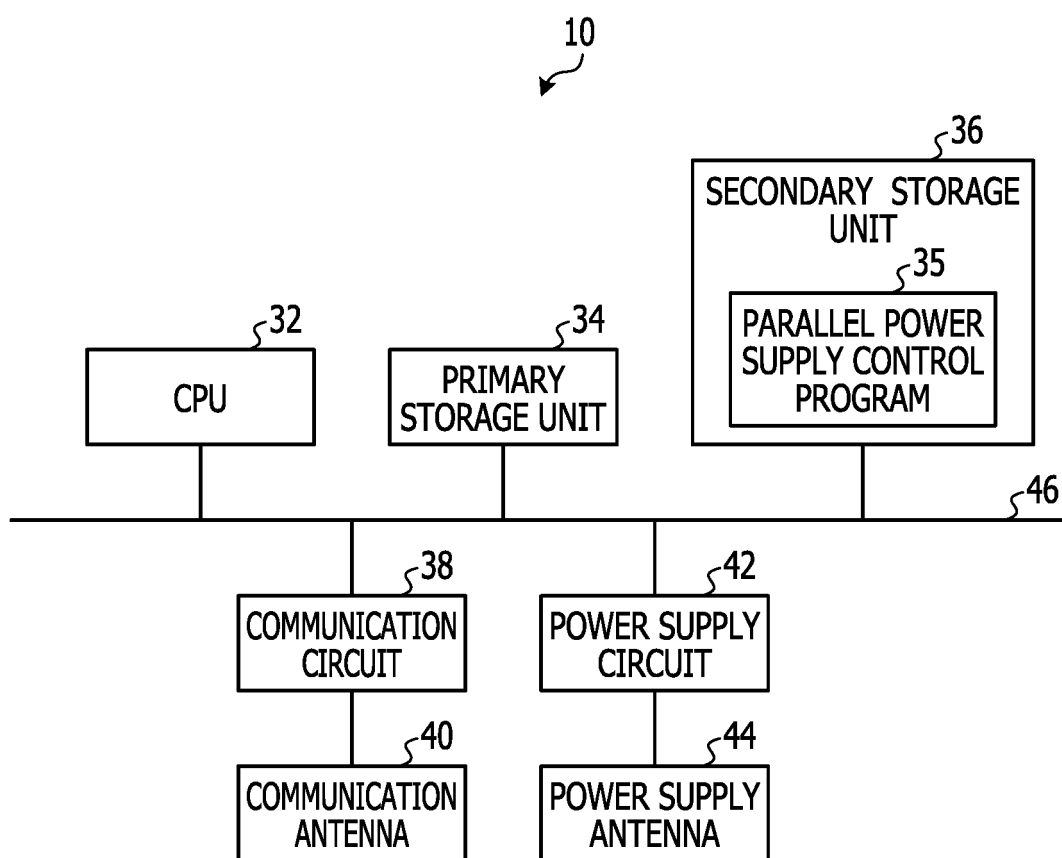 10
36
SECONDARY STORAGE
UNIT
35
PARALLEL POWER
SUPPLY CONTROL
PROGRAM
32
CPU
34
PRIMARY
STORAGE UNIT
46
38
COMMUNICATION
CIRCUIT
42
POWER SUPPLY
CIRCUIT
40
COMMUNICATION
ANTENNA
44
POWER SUPPLY
ANTENNA